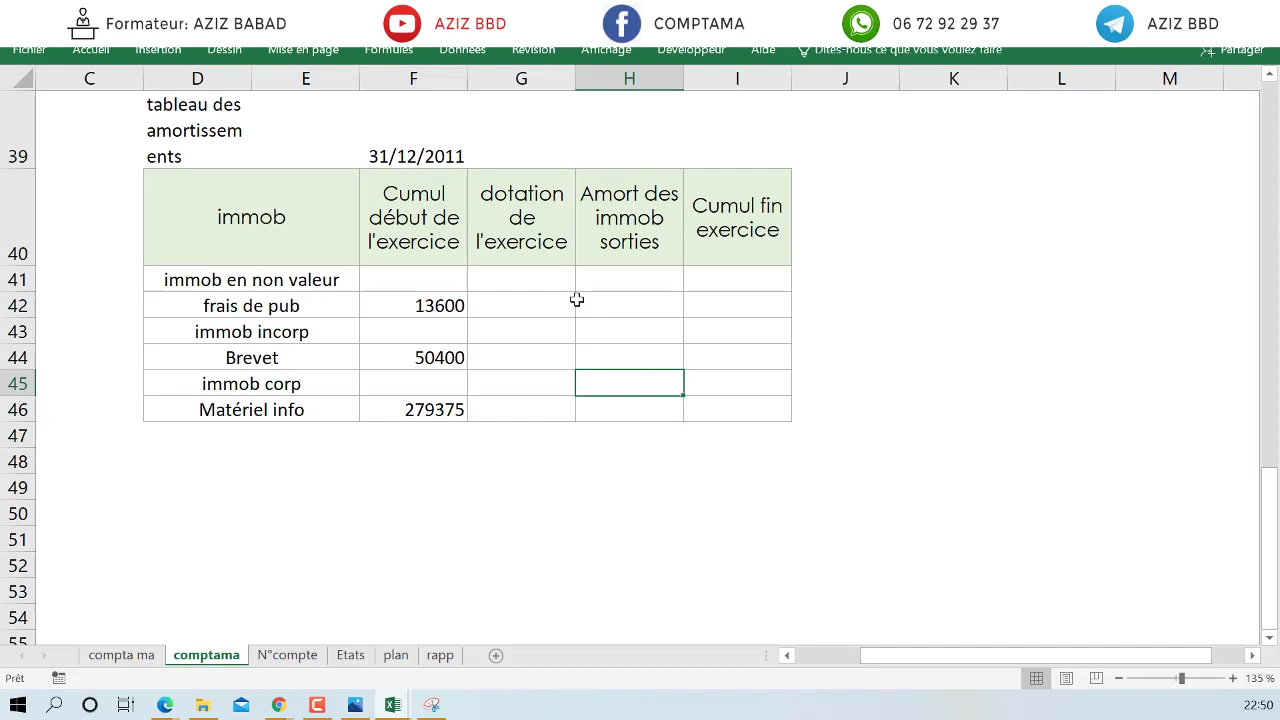 Formateur: AZIZ BABAD AZIZ BBD COMPTAMA 06 72 92 29 37 AZIZ BBD
Fichier Accueil Insertion Dessin Mise en page Formules Données Révision Affichage Développeur Aide Dites-nous ce que vous voulez faire Partager
C D E F G H I J K L M
tableau des
amortissem
39 ents 31/12/2011
40 immob Cumul début de l'exercice dotation de l'exercice Amort des immob sorties Cumul fin exercice
41 immob en non valeur
42 frais de pub 13600
43 immob incorp
44 Brevet 50400
45 immob corp
46 Matériel info 279375
47
48
49
50
51
52
53
54
55
compta ma comptama N°compte Etats plan rapp
Prêt 135 %
22:50